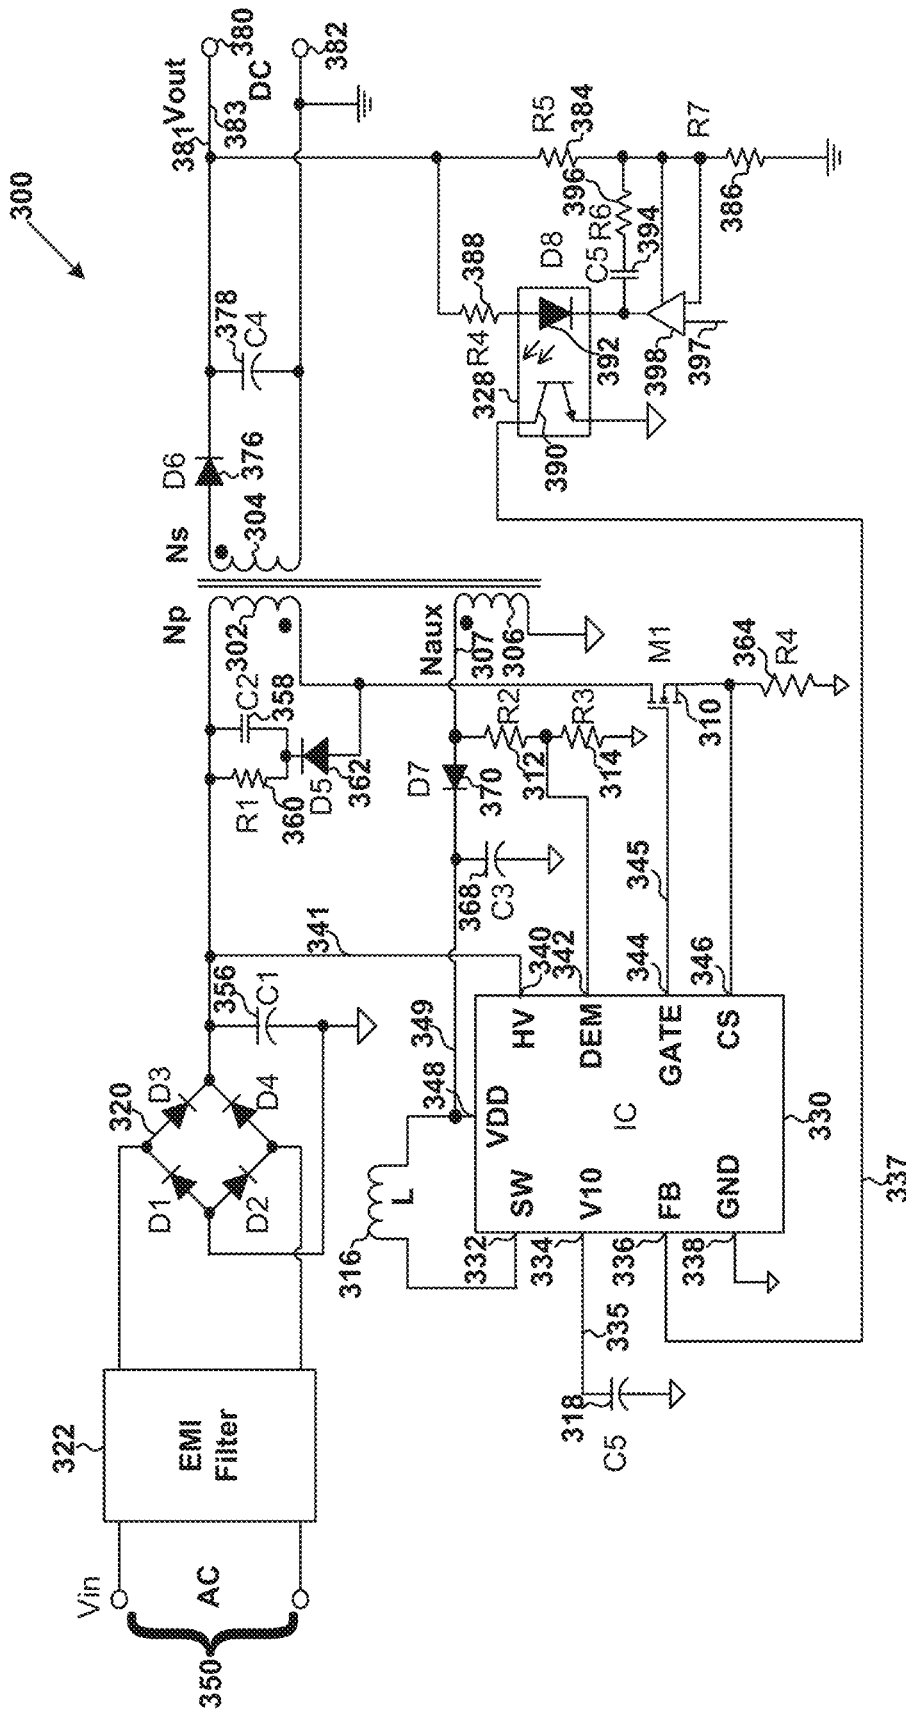 300
Vin
AC
350
322
EMI
Filter
320
D1
D3
D2
D4
356
C1
341
R1
360
C2
358
D5
362
Np
302
Ns
304
D6
376
378
C4
381
Vout
383
DC
380
382
316
L
348
349
368
C3
D7
370
Naux
307
306
R2
312
R3
314
M1
310
364
R4
345
332
SW
334
V10
336
FB
338
GND
VDD
IC
330
HV
340
DEM
342
GATE
344
CS
346
335
318
C5
337
328
R4
388
D8
392
390
C5
394
R6
396
R5
384
R7
386
398
397